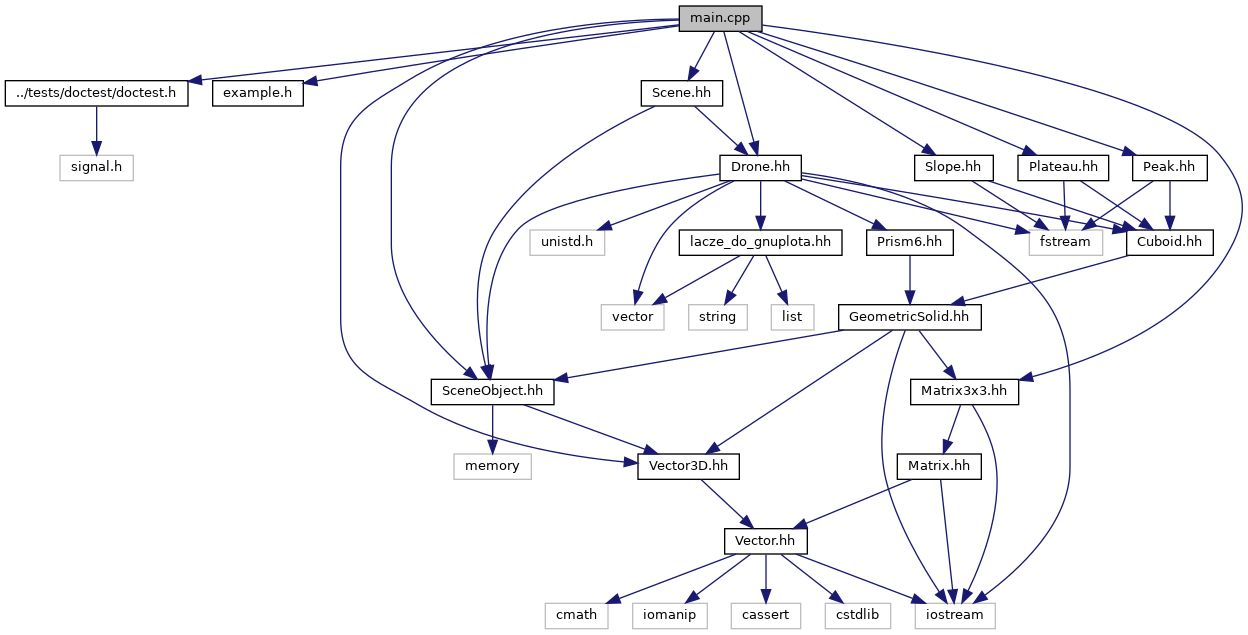 main.cpp
../tests/doctest/doctest.h
example.h
Scene.hh
signal.h
Drone.hh
Slope.hh
Plateau.hh
Peak.hh
unistd.h
lacze_do_gnuplota.hh
Prism6.hh
fstream
Cuboid.hh
vector
string
list
GeometricSolid.hh
SceneObject.hh
Matrix3x3.hh
memory
Vector3D.hh
Matrix.hh
Vector.hh
cmath
iomanip
cassert
cstdlib
iostream